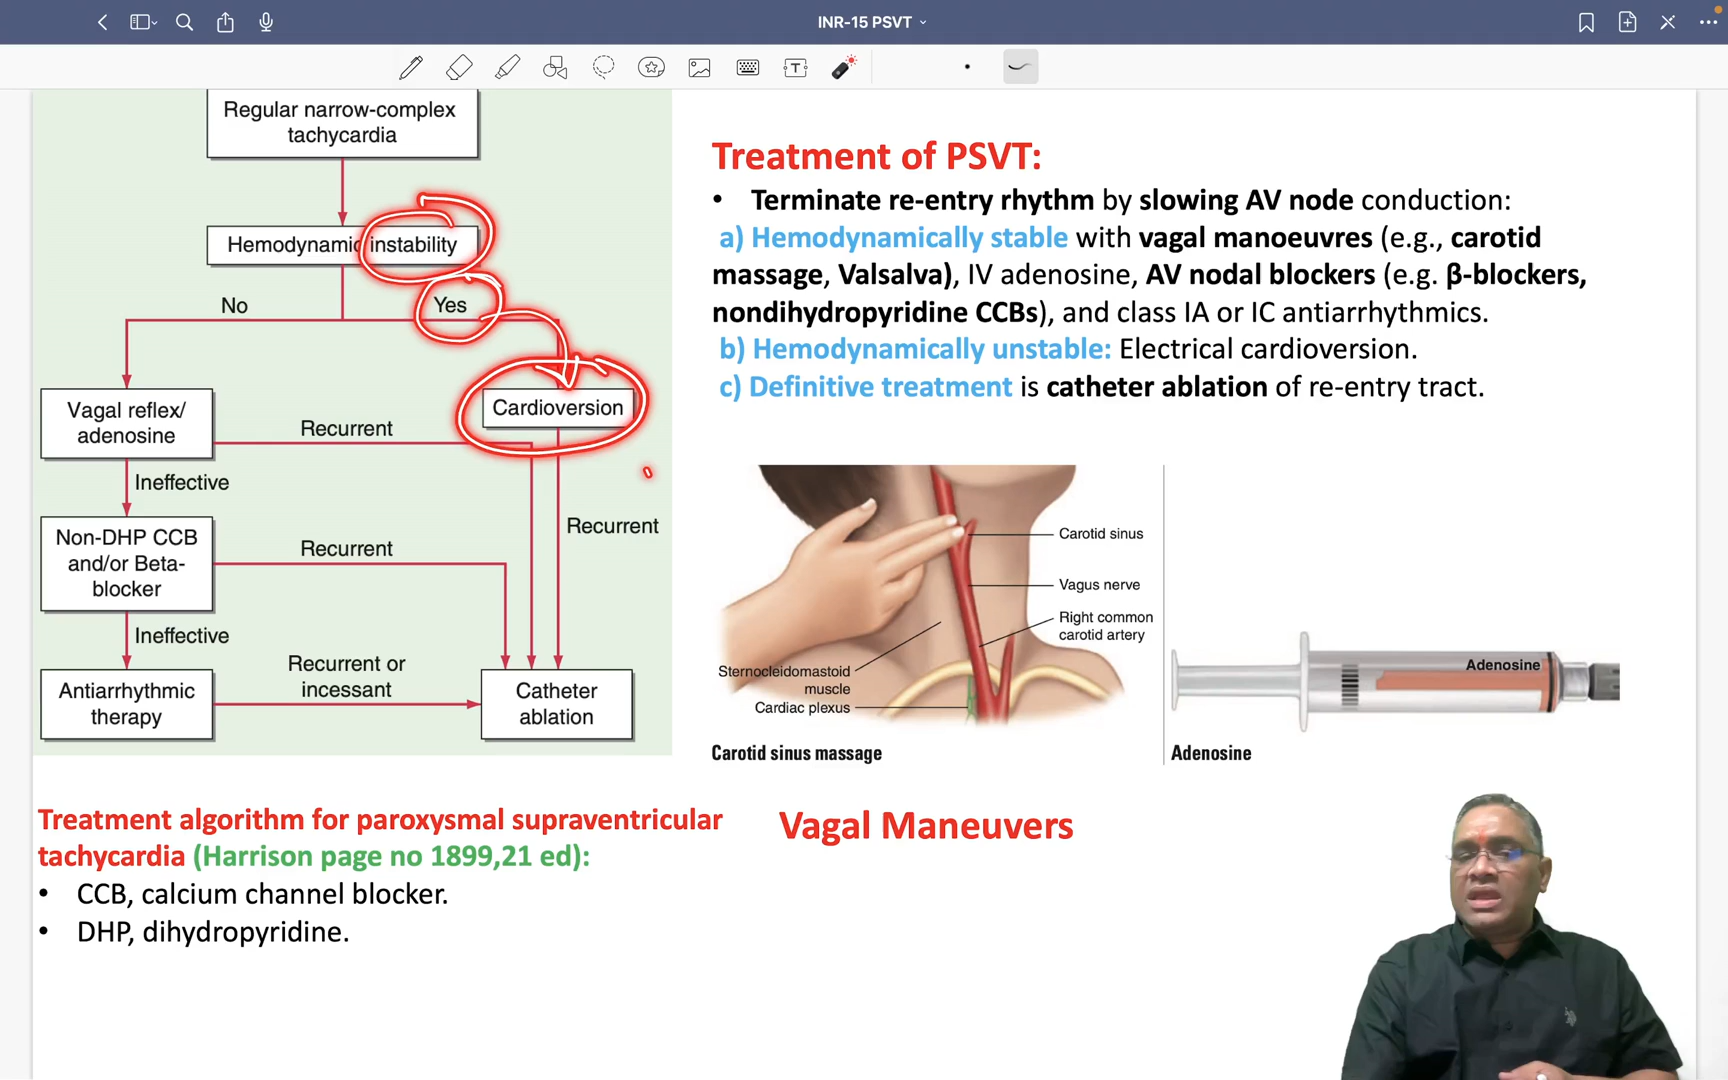 INR-15 PSVT
Regular narrow-complex
tachycardia
Hemodynamic instability
No
Yes
Vagal reflex/
adenosine
Recurrent
Cardioversion
Ineffective
Recurrent
Non-DHP CCB
and/or Beta-
blocker
Recurrent
Ineffective
Antiarrhythmic
therapy
Recurrent or
incessant
Catheter
ablation
Treatment algorithm for paroxysmal supraventricular
tachycardia (Harrison page no 1899,21 ed):
• CCB, calcium channel blocker.
• DHP, dihydropyridine.
Treatment of PSVT:
• Terminate re-entry rhythm by slowing AV node conduction:
a) Hemodynamically stable with vagal manoeuvres (e.g., carotid
massage, Valsalva), IV adenosine, AV nodal blockers (e.g. β-blockers,
nondihydropyridine CCBs), and class IA or IC antiarrhythmics.
b) Hemodynamically unstable: Electrical cardioversion.
c) Definitive treatment is catheter ablation of re-entry tract.
Carotid sinus
Vagus nerve
Right common
carotid artery
Sternocleidomastoid
muscle
Cardiac plexus
Carotid sinus massage
Adenosine
Adenosine
Vagal Maneuvers